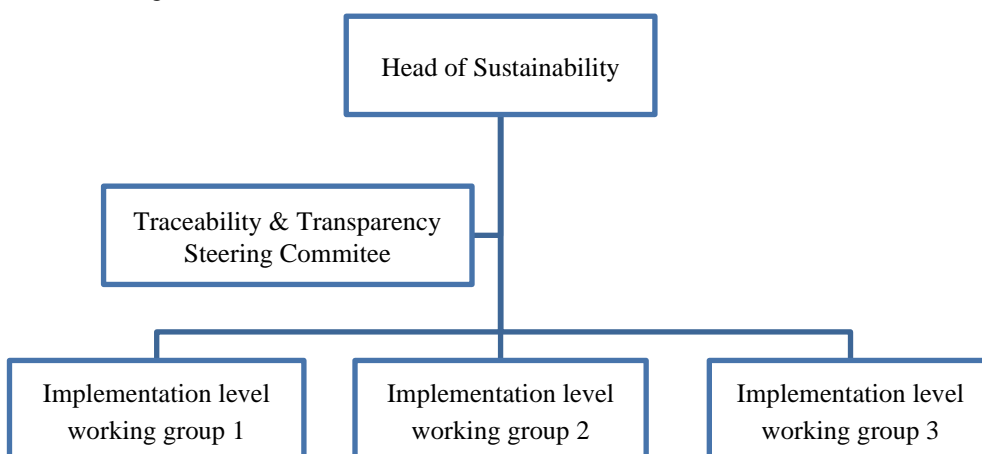 Head of Sustainability
Traceability & Transparency
Steering Commitee
Implementation level
working group 1
Implementation level
working group 2
Implementation level
working group 3